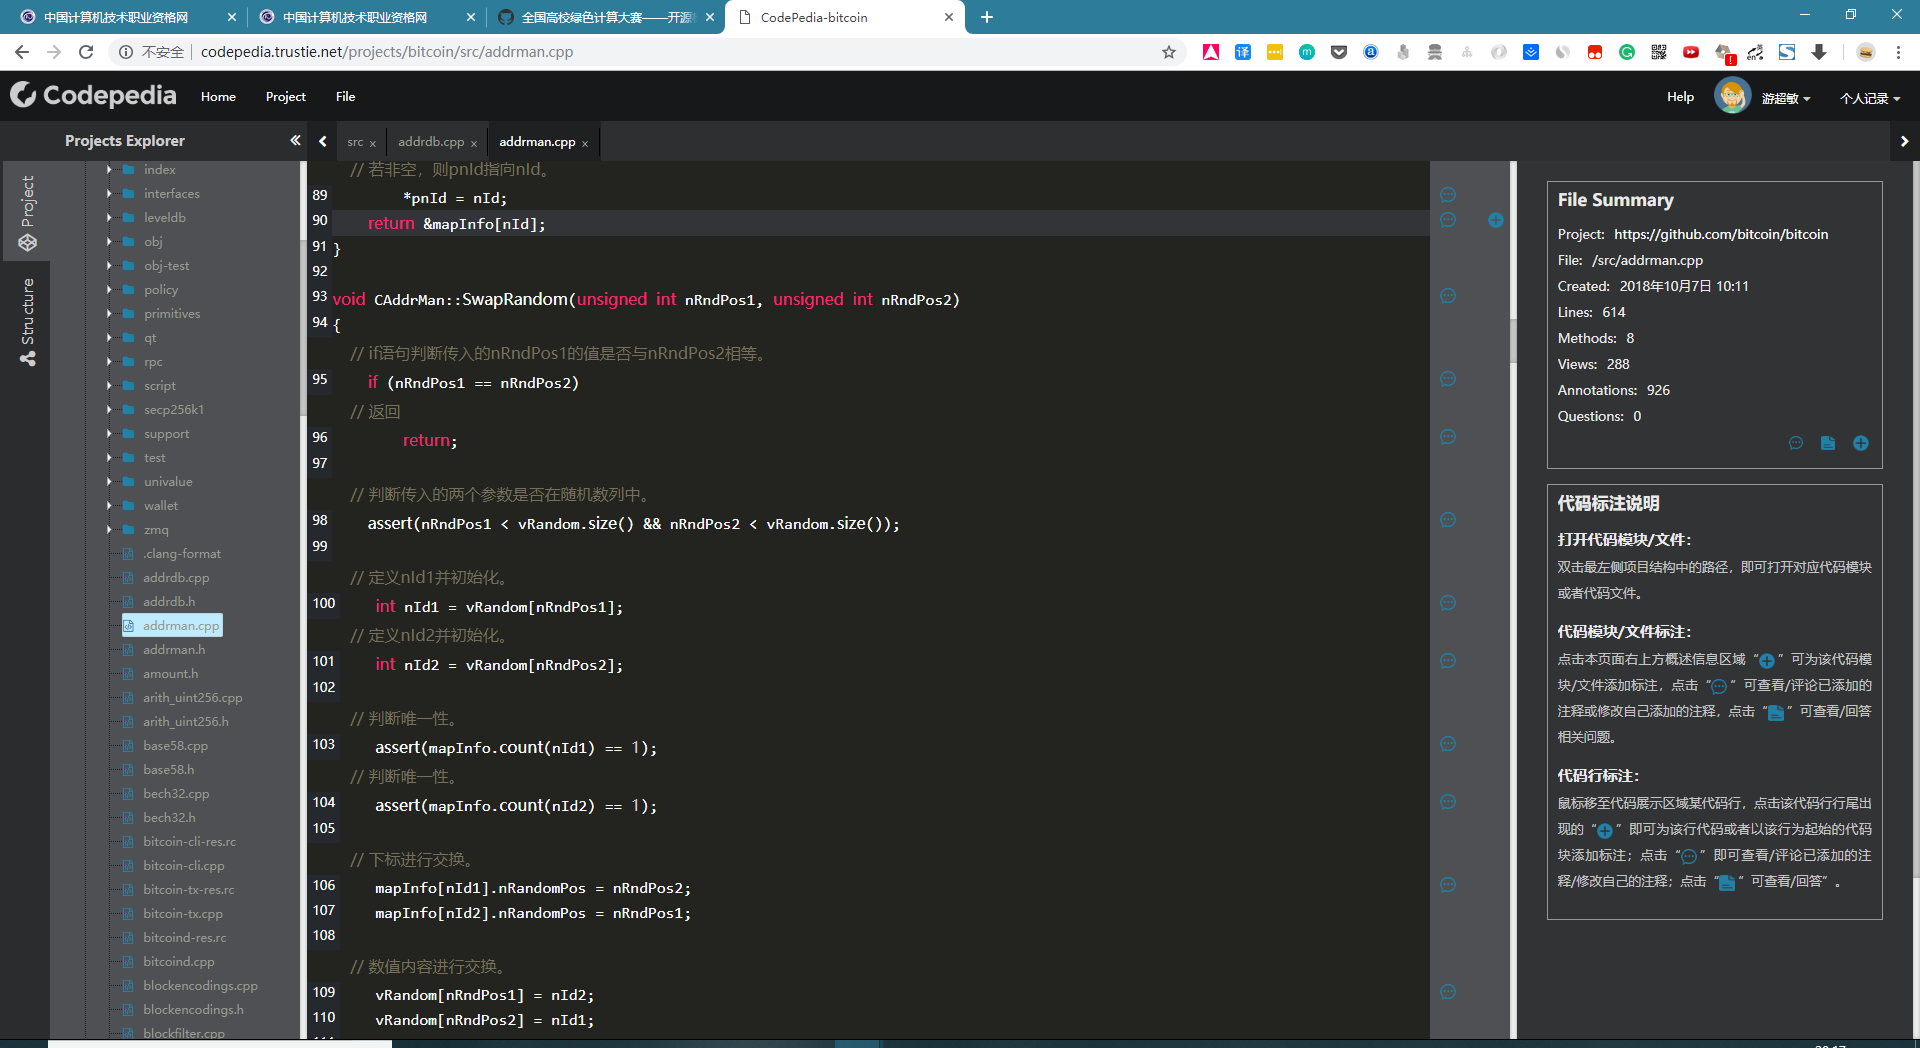 中国计算机技术职业资格网
中国计算机技术职业资格网
全国高校绿色计算大赛——开源
CodePedia-bitcoin
不安全
codepedia.trustie.net/projects/bitcoin/src/addrman.cpp
Codepedia
Home
Project
File
Help
游超敏
个人记录
Projects Explorer
src
addrdb.cpp
addrman.cpp
Project
Structure
index
interfaces
leveldb
obj
obj-test
policy
primitives
qt
rpc
script
secp256k1
support
test
univalue
wallet
zmq
.clang-format
addrdb.cpp
addrdb.h
addrman.cpp
addrman.h
amount.h
arith_uint256.cpp
arith_uint256.h
base58.cpp
base58.h
bech32.cpp
bech32.h
bitcoin-cli-res.rc
bitcoin-cli.cpp
bitcoin-tx-res.rc
bitcoin-tx.cpp
bitcoind-res.rc
bitcoind.cpp
blockencodings.cpp
blockencodings.h
blockfilter.cpp
// 若非空，则pnId指向nId。
89 *pnId = nId;
90 return &mapInfo[nId];
91 }
92
93 void CAddrMan::SwapRandom(unsigned int nRndPos1, unsigned int nRndPos2)
94 {
// if语句判断传入的nRndPos1的值是否与nRndPos2相等。
95 if (nRndPos1 == nRndPos2)
// 返回
96 return;
97
// 判断传入的两个参数是否在随机数列中。
98 assert(nRndPos1 < vRandom.size() && nRndPos2 < vRandom.size());
99
// 定义nId1并初始化。
100 int nId1 = vRandom[nRndPos1];
// 定义nId2并初始化。
101 int nId2 = vRandom[nRndPos2];
102
// 判断唯一性。
103 assert(mapInfo.count(nId1) == 1);
// 判断唯一性。
104 assert(mapInfo.count(nId2) == 1);
105
// 下标进行交换。
106 mapInfo[nId1].nRandomPos = nRndPos2;
107 mapInfo[nId2].nRandomPos = nRndPos1;
108
// 数值内容进行交换。
109 vRandom[nRndPos1] = nId2;
110 vRandom[nRndPos2] = nId1;
File Summary
Project: https://github.com/bitcoin/bitcoin
File: /src/addrman.cpp
Created: 2018年10月7日 10:11
Lines: 614
Methods: 8
Views: 288
Annotations: 926
Questions: 0
代码标注说明
打开代码模块/文件：
双击最左侧项目结构中的路径，即可打开对应代码模块
或者代码文件。
代码模块/文件标注：
点击本页面右上方概述信息区域“ ”可为该代码模
块/文件添加标注，点击“ ”可查看/评论已添加的
注释或修改自己添加的注释，点击“ ”可查看/回答
相关问题。
代码行标注：
鼠标移至代码展示区域某代码行，点击该代码行行尾出
现的“ ”即可为该行代码或者以该行为起始的代码
块添加标注；点击“ ”即可查看/评论已添加的注
释/修改自己的注释；点击“ “可查看/回答”。